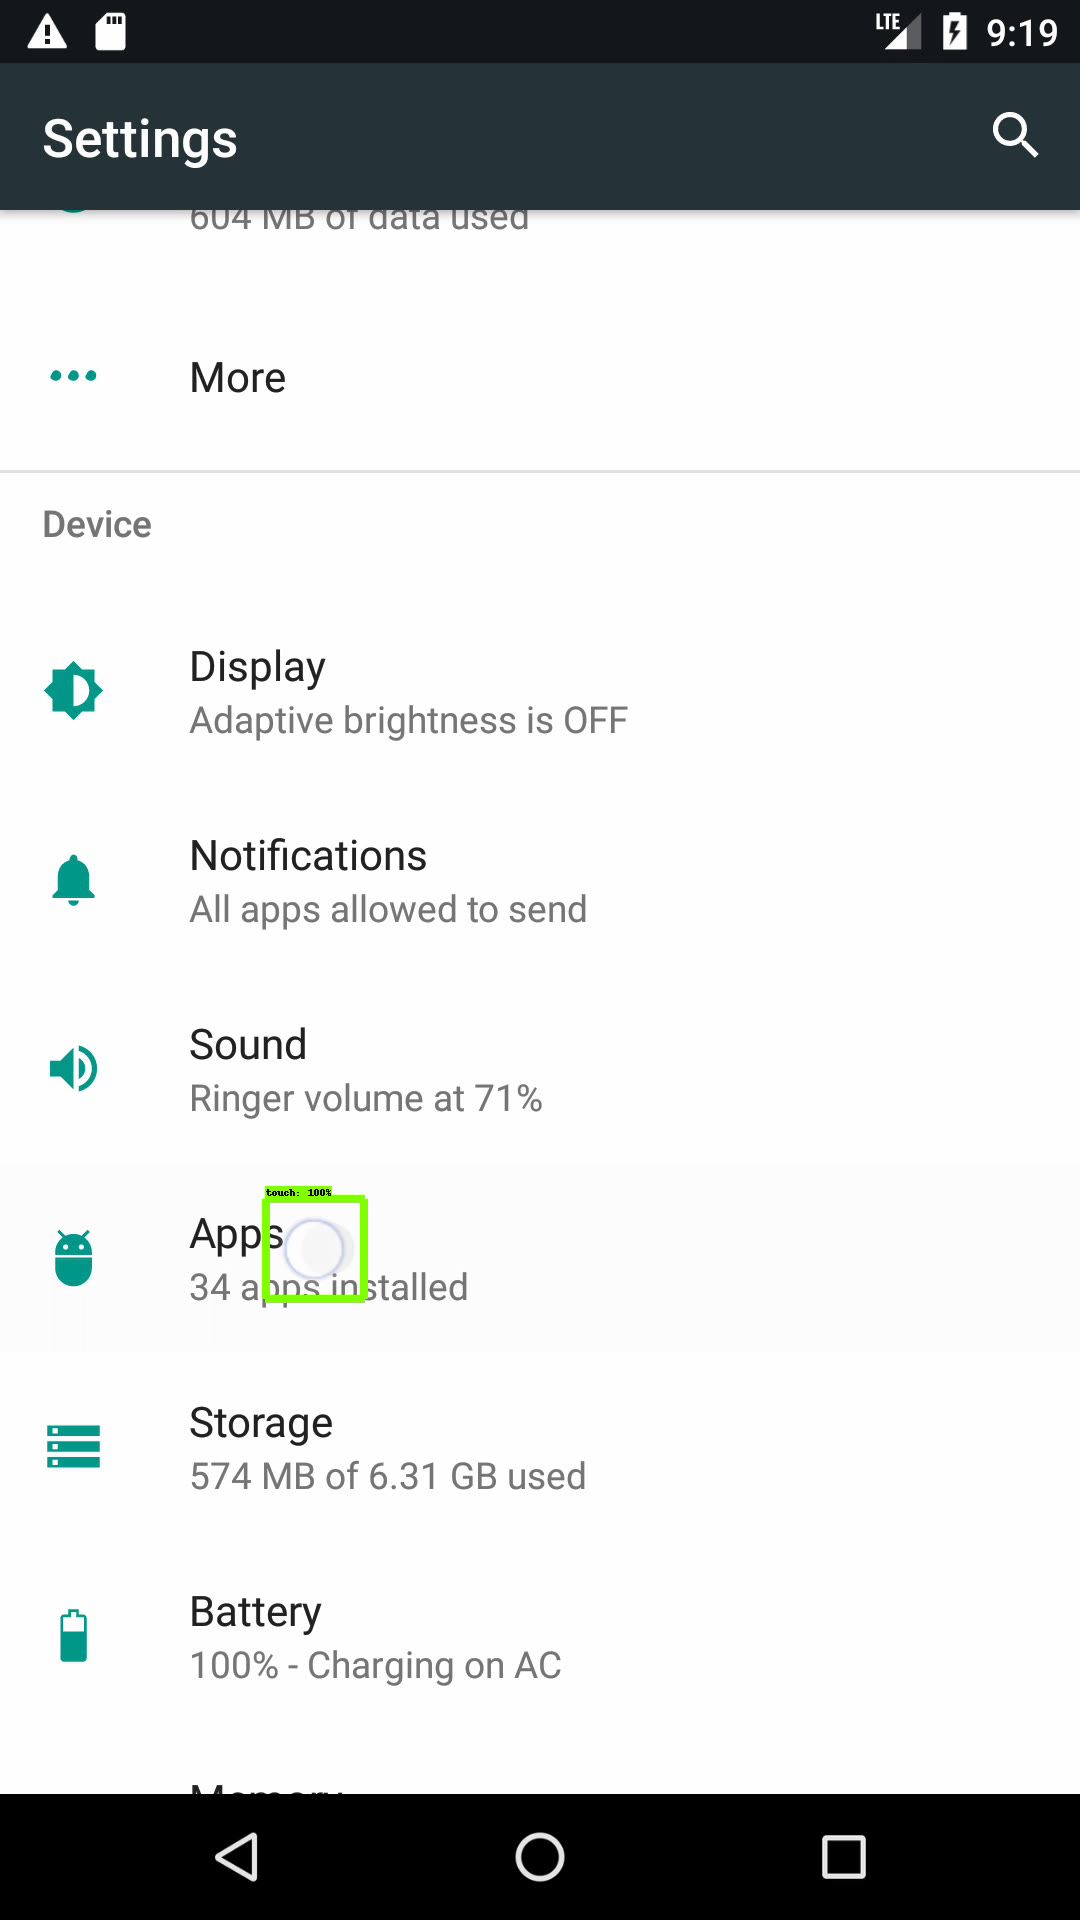 LTE 9:19
Settings
604 MB of data used
More
Device
Display
Adaptive brightness is OFF
Notifications
All apps allowed to send
Sound
Ringer volume at 71%
touch: 100%
Apps
34 apps installed
Storage
574 MB of 6.31 GB used
Battery
100% - Charging on AC
Memory